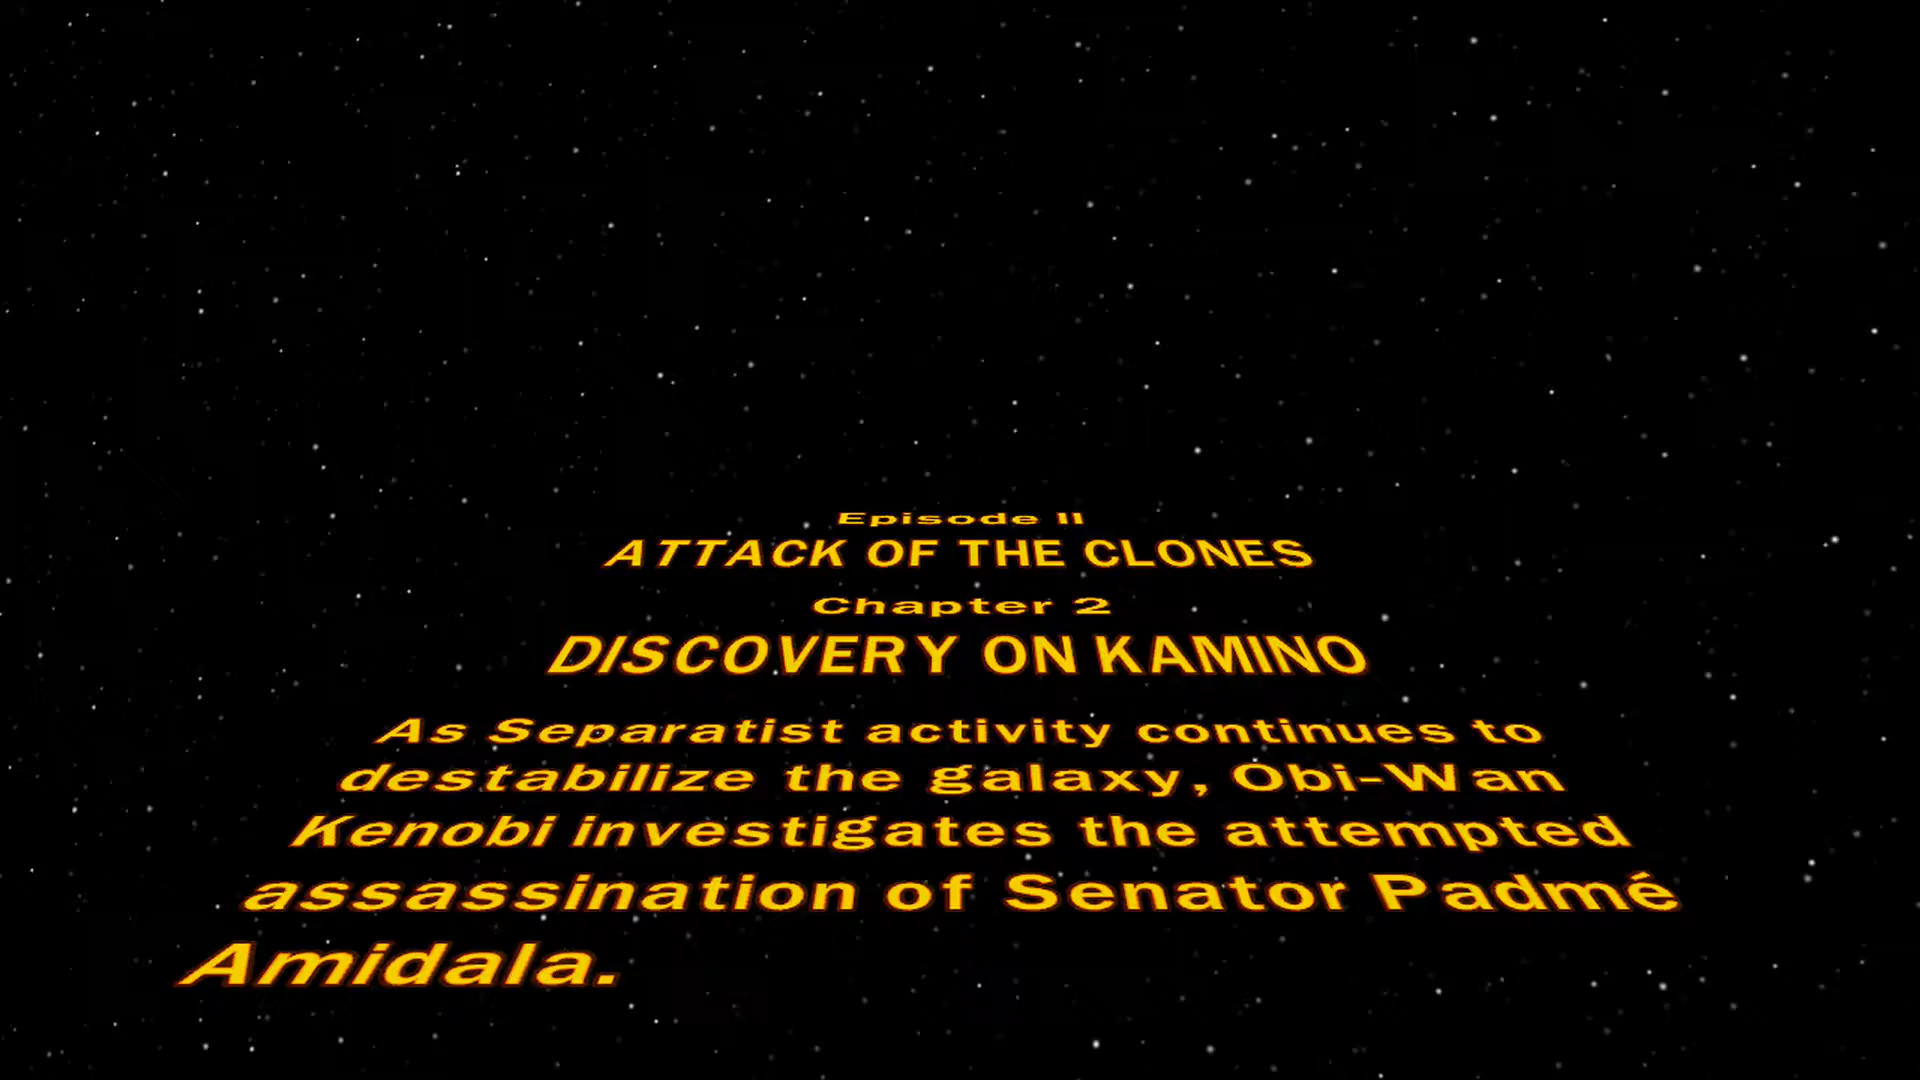 Episode II
ATTACK OF THE CLONES
Chapter 2
DISCOVERY ON KAMINO
As Separatist activity continues to
destabilize the galaxy, Obi-Wan
Kenobi investigates the attempted
assassination of Senator Padmé
Amidala.